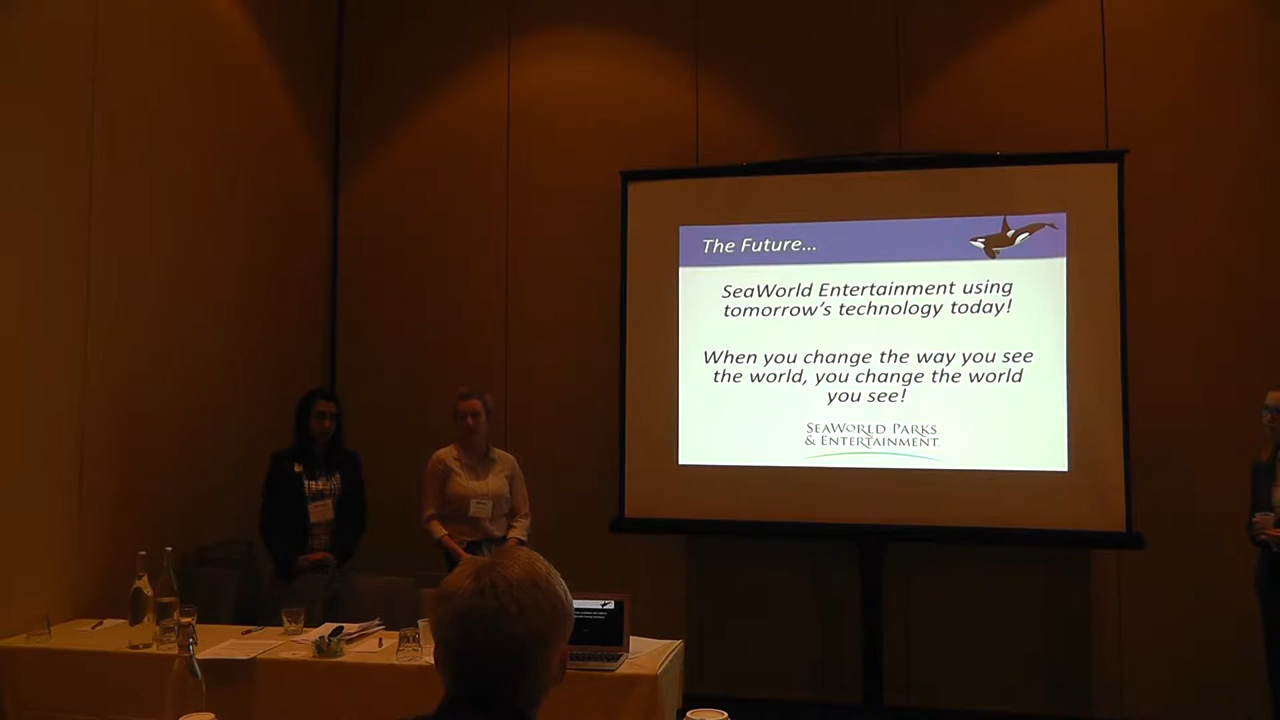 The Future...
SeaWorld Entertainment using
tomorrow's technology today!
When you change the way you see
the world, you change the world
you see!
SEAWORLD PARKS
& ENTERTAINMENT